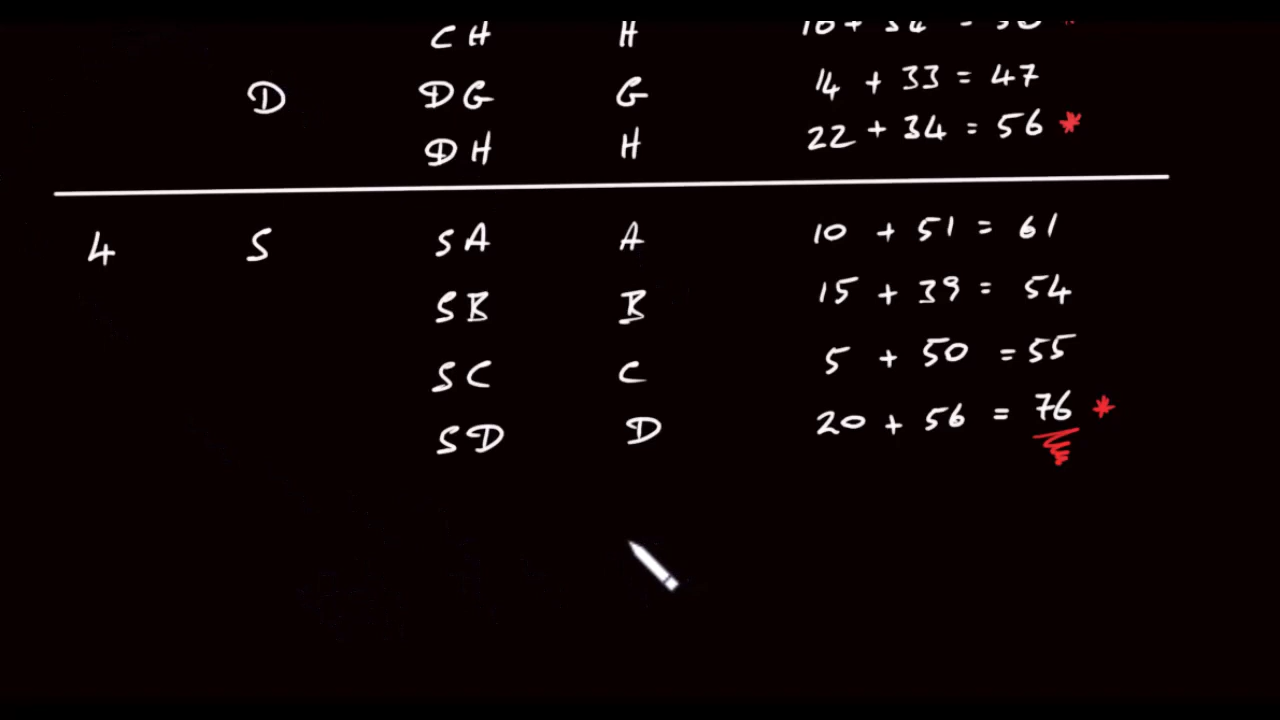 CH H
D DG G 14 + 33 = 47
DH H 22 + 34 = 56 *
4 S SA A 10 + 51 = 61
SB B 15 + 39 = 54
SC C 5 + 50 = 55
SD D 20 + 56 = 76 *